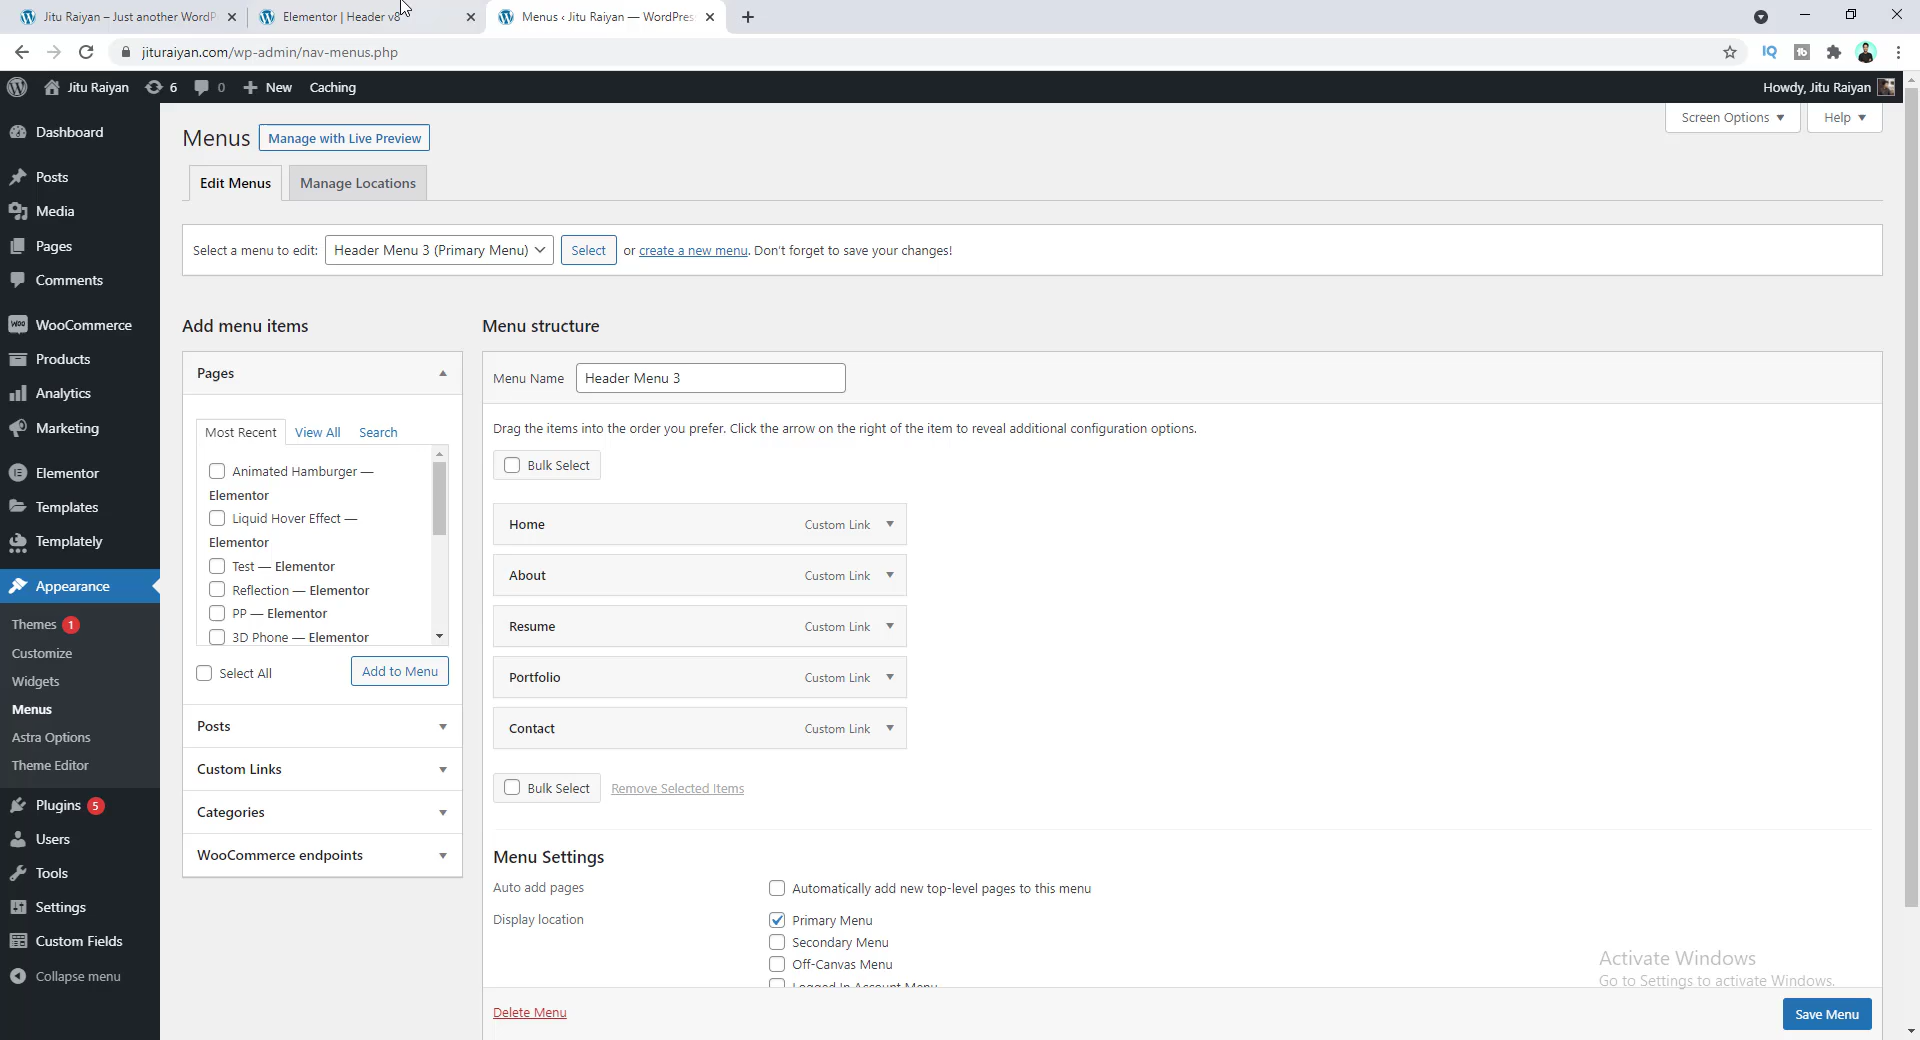 Jitu Raiyan – Just another WordP
Elementor | Header v8
Menus ‹ Jitu Raiyan — WordPres
jituraiyan.com/wp-admin/nav-menus.php
Jitu Raiyan
6
0
New
Caching
Howdy, Jitu Raiyan
Dashboard
Posts
Media
Pages
Comments
WooCommerce
Products
Analytics
Marketing
Elementor
Templates
Templately
Appearance
Themes 1
Customize
Widgets
Menus
Astra Options
Theme Editor
Plugins 5
Users
Tools
Settings
Custom Fields
Collapse menu
Screen Options
Help
Menus
Manage with Live Preview
Edit Menus
Manage Locations
Select a menu to edit: Header Menu 3 (Primary Menu) Select or create a new menu. Don't forget to save your changes!
Add menu items
Pages
Most Recent View All Search
Animated Hamburger —
Elementor
Liquid Hover Effect —
Elementor
Test — Elementor
Reflection — Elementor
PP — Elementor
3D Phone — Elementor
Select All
Add to Menu
Posts
Custom Links
Categories
WooCommerce endpoints
Menu structure
Menu Name Header Menu 3
Drag the items into the order you prefer. Click the arrow on the right of the item to reveal additional configuration options.
Bulk Select
Home Custom Link
About Custom Link
Resume Custom Link
Portfolio Custom Link
Contact Custom Link
Bulk Select Remove Selected Items
Menu Settings
Auto add pages
Automatically add new top-level pages to this menu
Display location
Primary Menu
Secondary Menu
Off-Canvas Menu
Logged In Account Menu
Delete Menu
Save Menu
Activate Windows
Go to Settings to activate Windows.